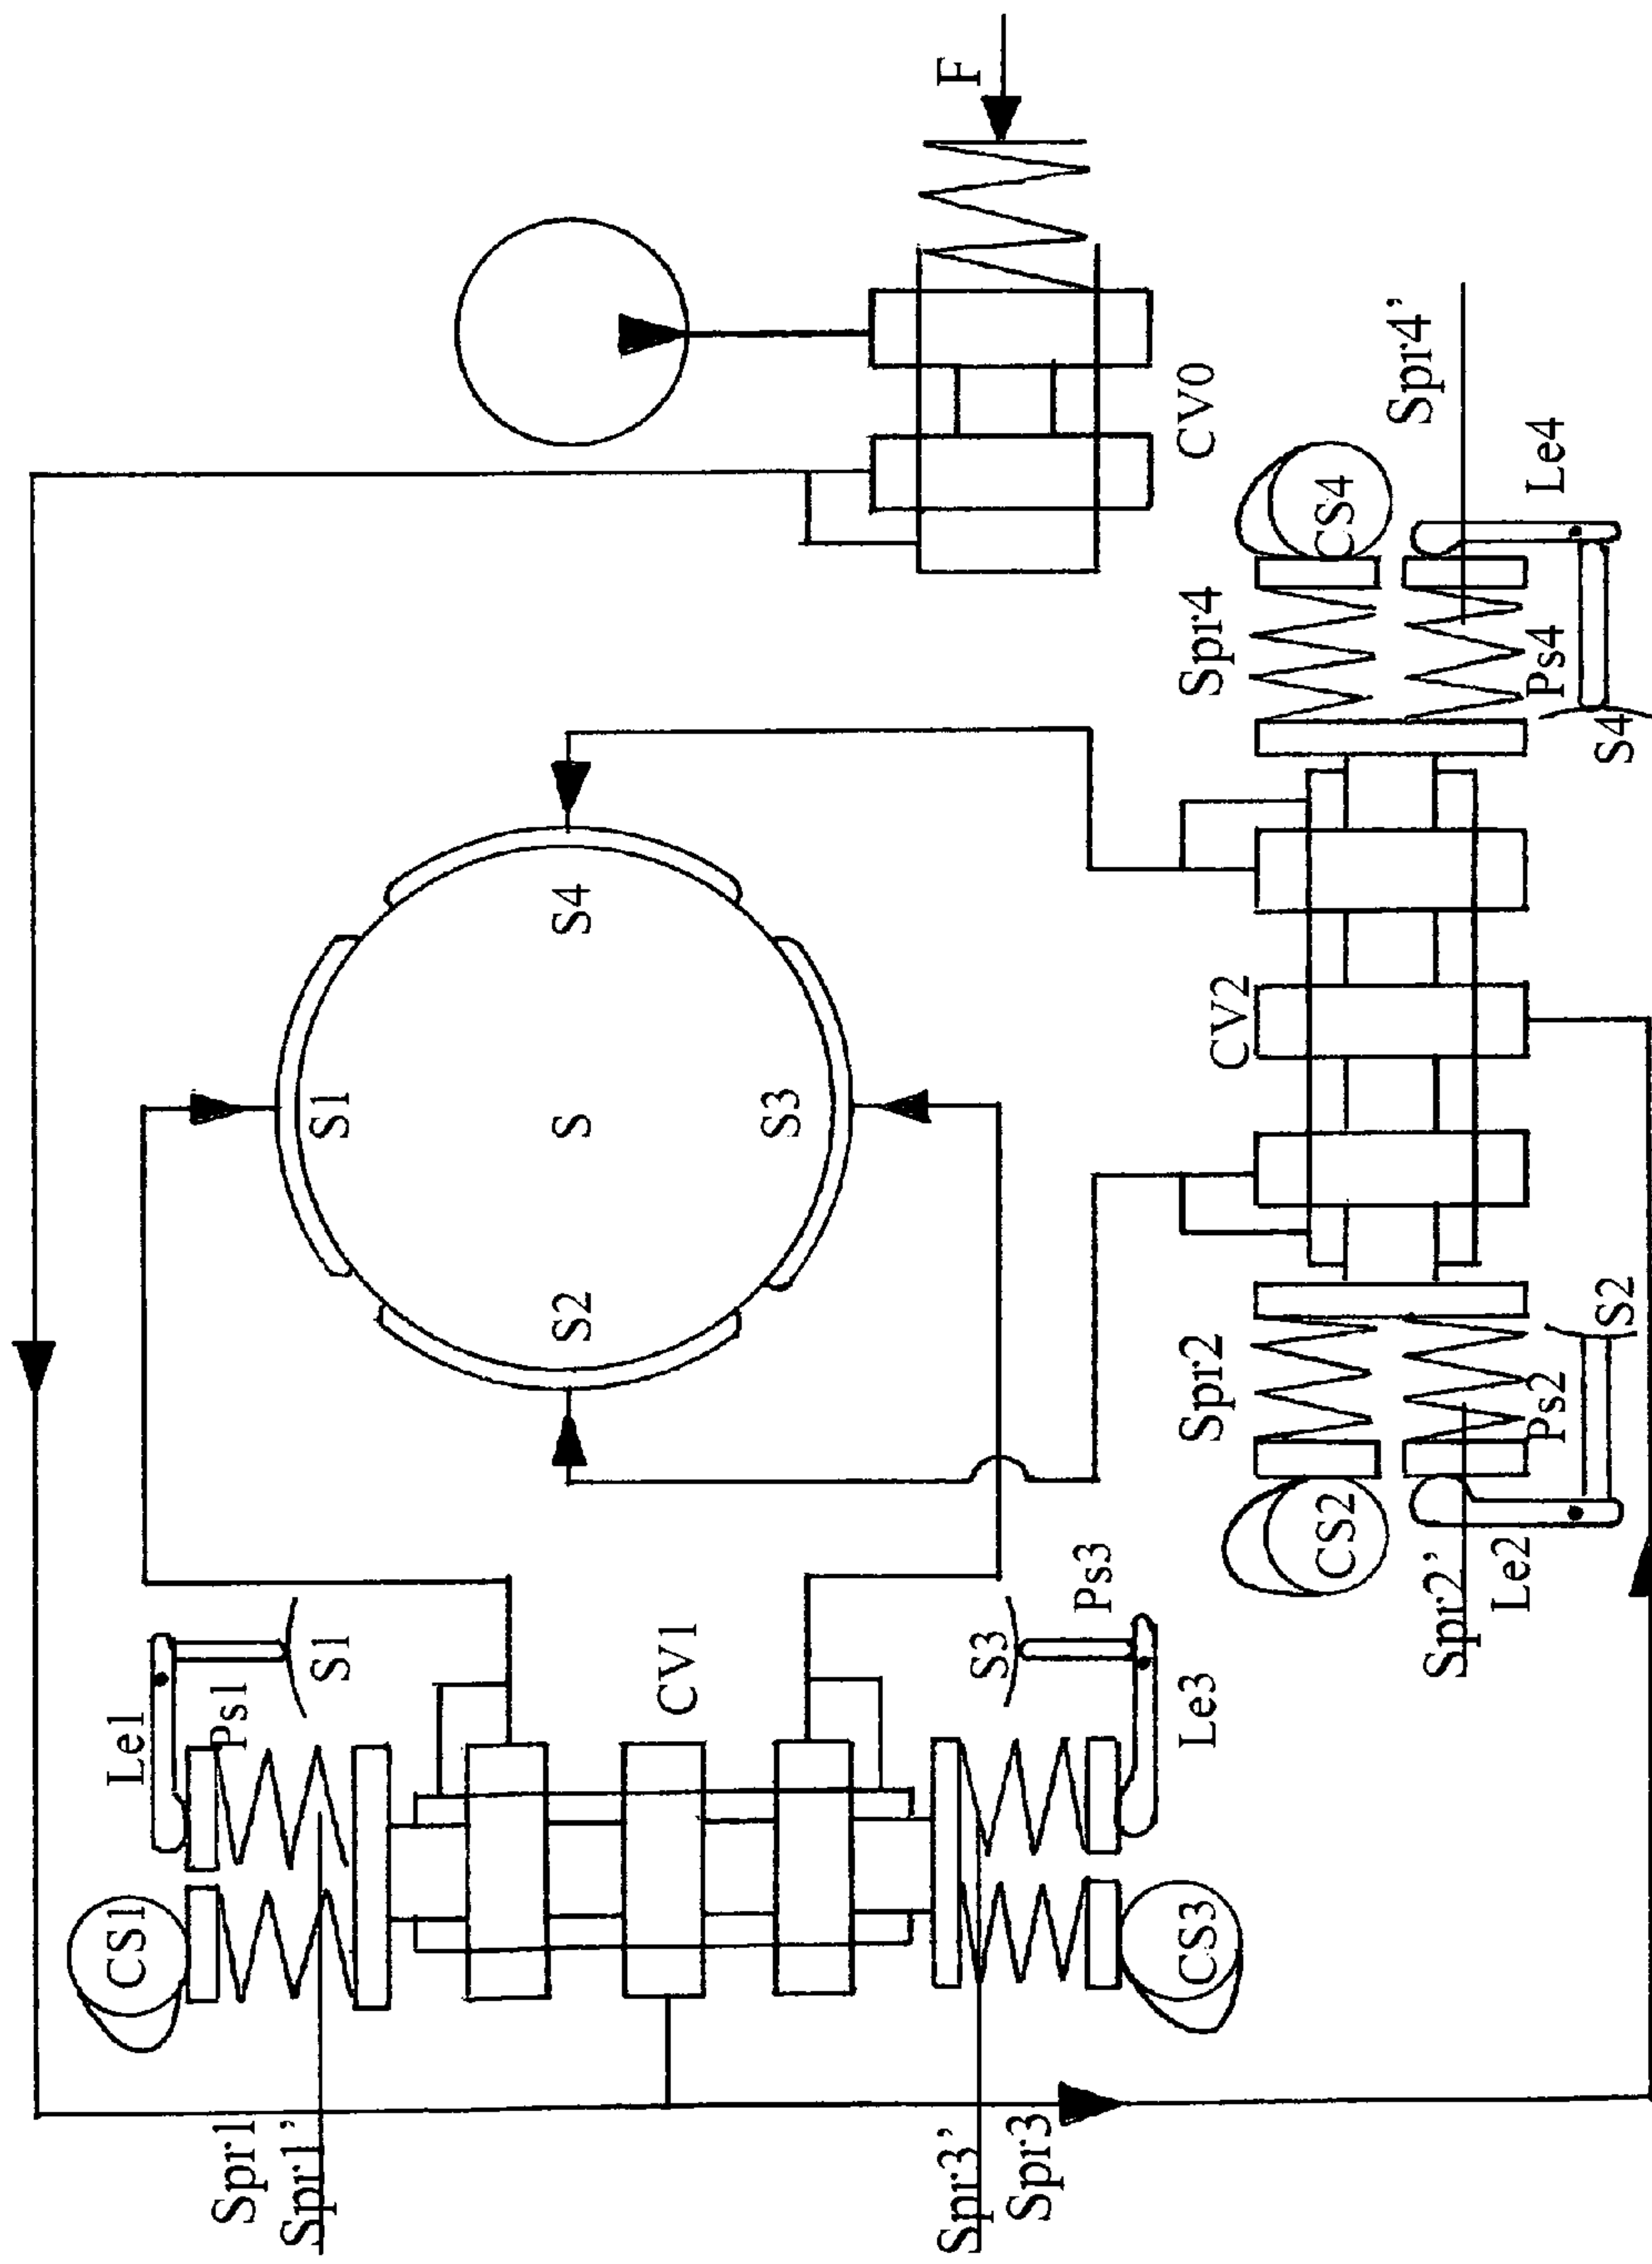 F
CV0
Spr4'
Le4
CS4
Spr4
Ps4
S4
S4
S1
S
S3
S2
CV2
Spr2
CS2
Ps2
S2
Spr2'
Le2
Le1
Ps1
S1
CV1
S3
Ps3
Le3
CS1
CS3
Spr1
Spr1'
Spr3'
Spr3